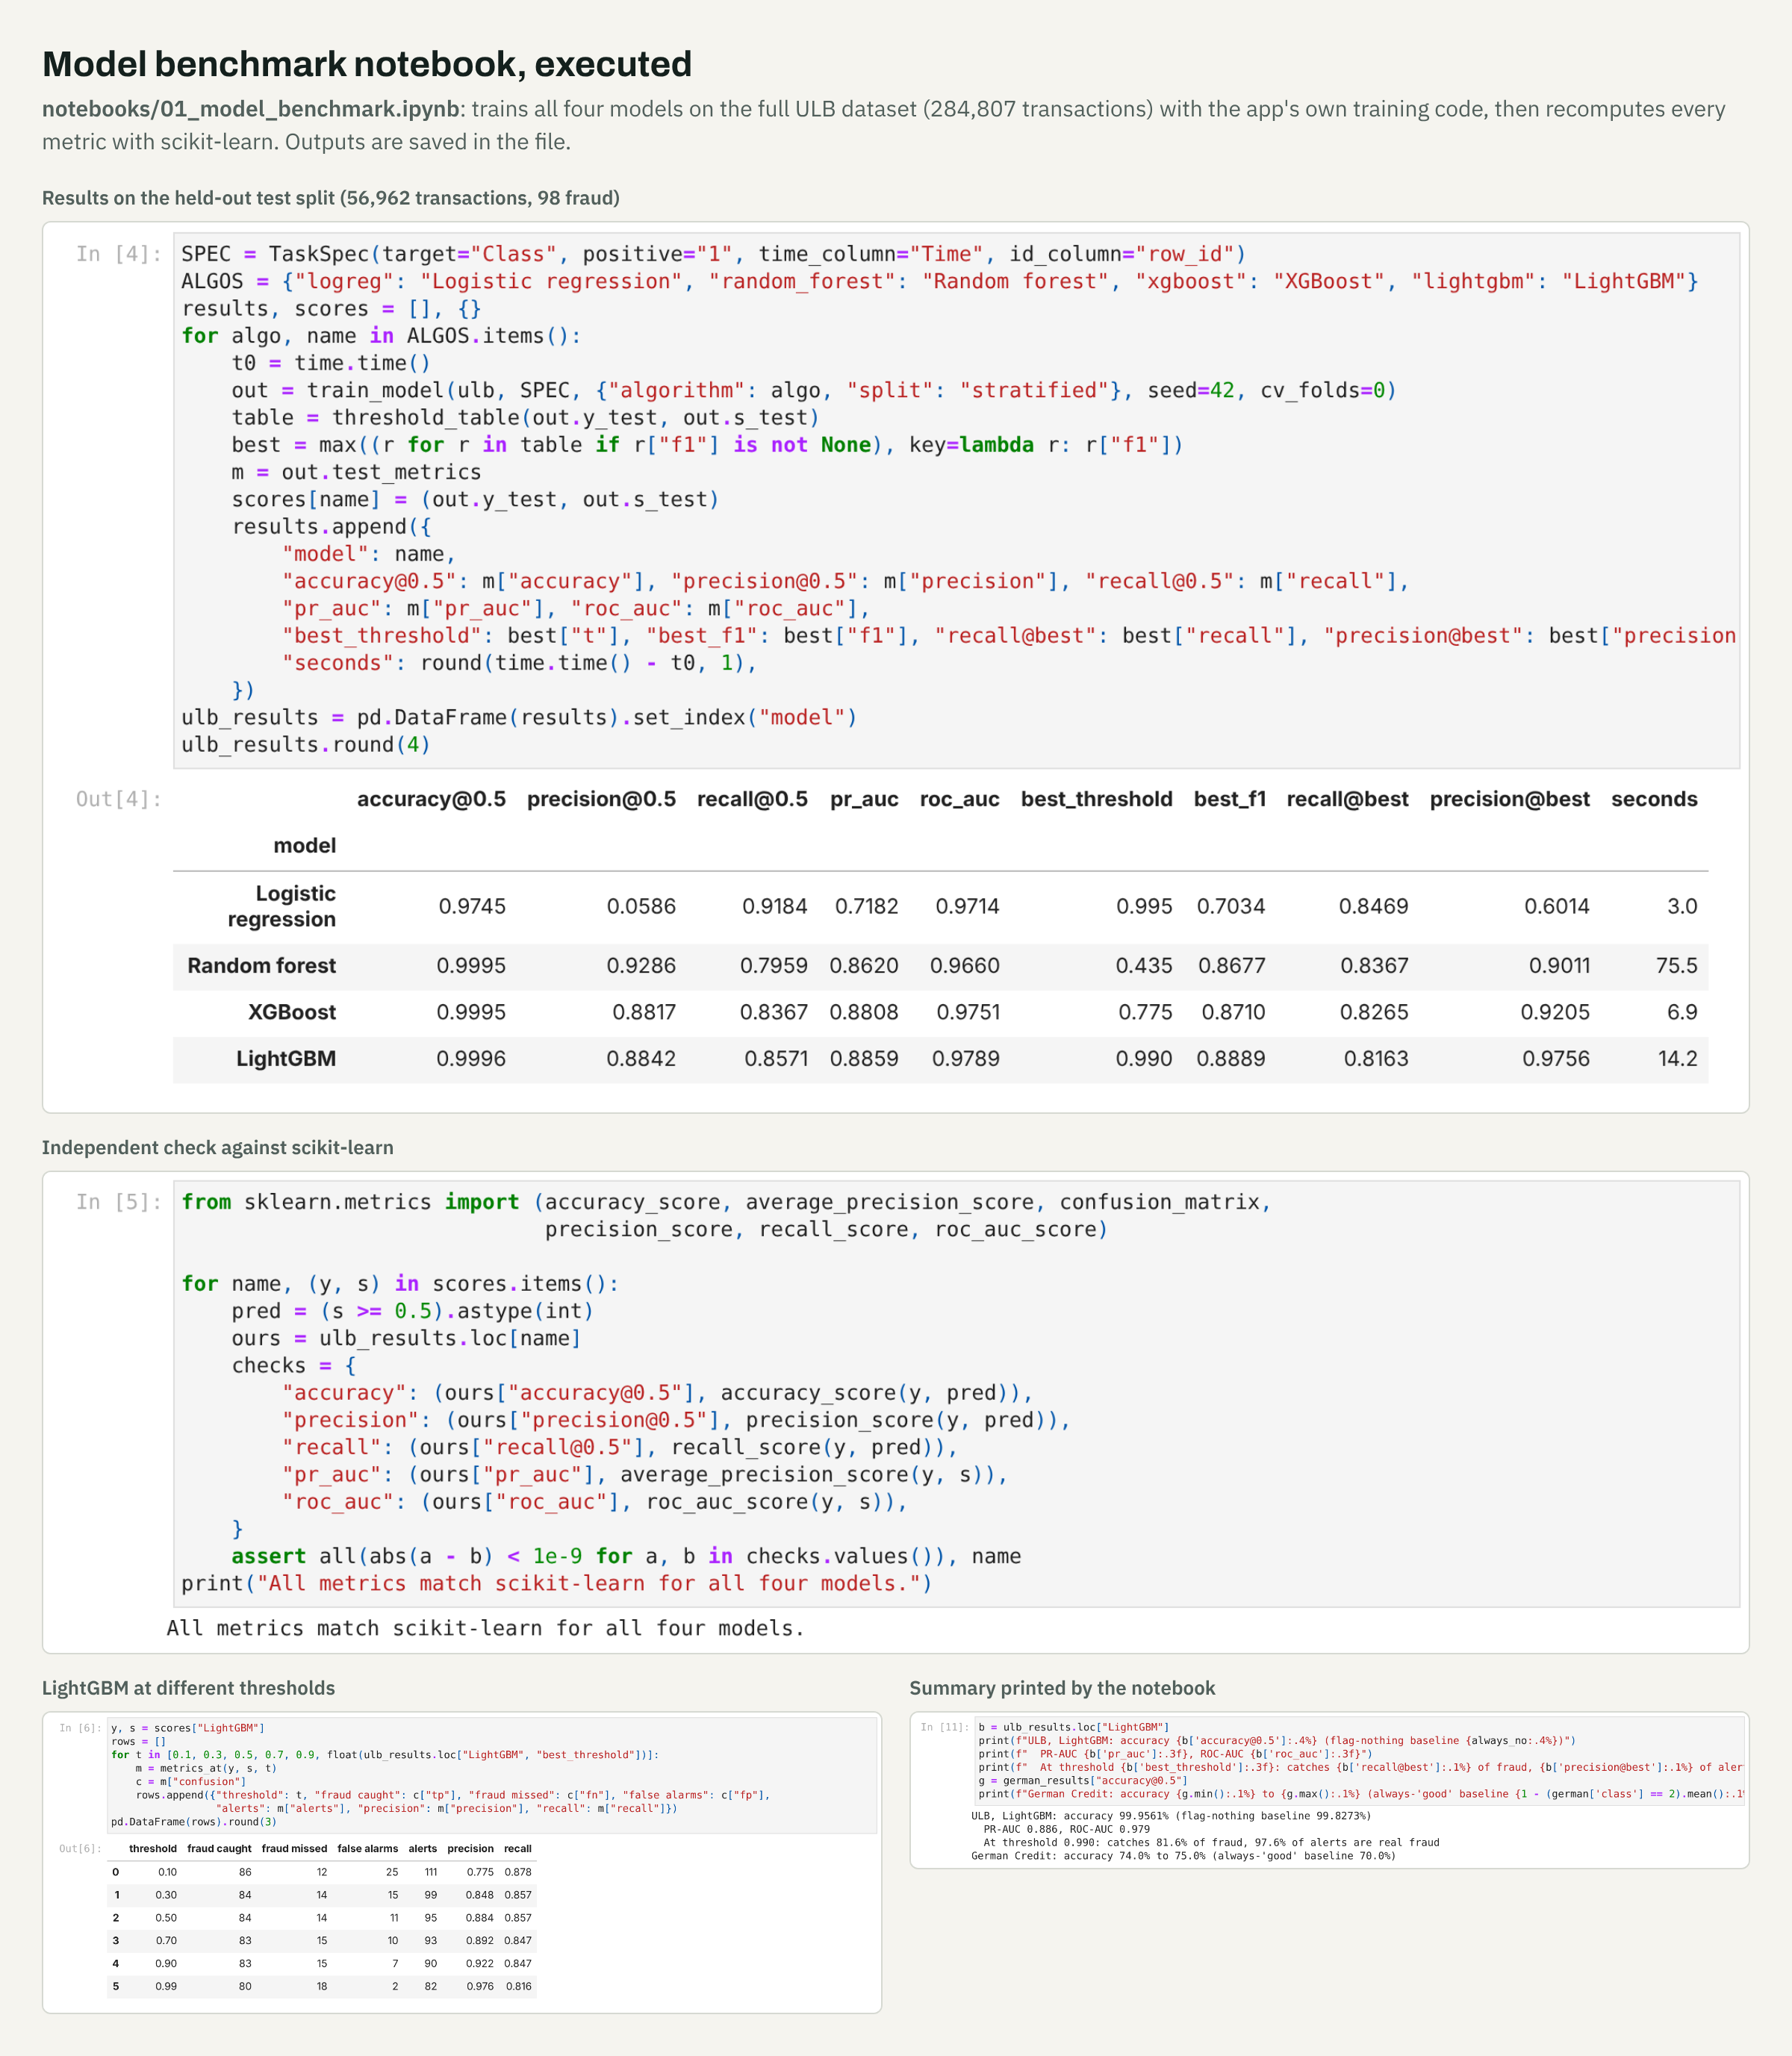 Model benchmark notebook, executed
notebooks/01_model_benchmark.ipynb: trains all four models on the full ULB dataset (284,807 transactions) with the app's own training code, then recomputes every
metric with scikit-learn. Outputs are saved in the file.
Results on the held-out test split (56,962 transactions, 98 fraud)
In [4]:
SPEC = TaskSpec(target="Class", positive="1", time_column="Time", id_column="row_id")
ALGOS = {"logreg": "Logistic regression", "random_forest": "Random forest", "xgboost": "XGBoost", "lightgbm": "LightGBM"}
results, scores = [], {}
for algo, name in ALGOS.items():
    t0 = time.time()
    out = train_model(ulb, SPEC, {"algorithm": algo, "split": "stratified"}, seed=42, cv_folds=0)
    table = threshold_table(out.y_test, out.s_test)
    best = max((r for r in table if r["f1"] is not None), key=lambda r: r["f1"])
    m = out.test_metrics
    scores[name] = (out.y_test, out.s_test)
    results.append({
        "model": name,
        "accuracy@0.5": m["accuracy"], "precision@0.5": m["precision"], "recall@0.5": m["recall"],
        "pr_auc": m["pr_auc"], "roc_auc": m["roc_auc"],
        "best_threshold": best["t"], "best_f1": best["f1"], "recall@best": best["recall"], "precision@best": best["precision
        "seconds": round(time.time() - t0, 1),
    })
ulb_results = pd.DataFrame(results).set_index("model")
ulb_results.round(4)
Out[4]:
accuracy@0.5 precision@0.5 recall@0.5 pr_auc roc_auc best_threshold best_f1 recall@best precision@best seconds
model
Logistic regression 0.9745 0.0586 0.9184 0.7182 0.9714 0.995 0.7034 0.8469 0.6014 3.0
Random forest 0.9995 0.9286 0.7959 0.8620 0.9660 0.435 0.8677 0.8367 0.9011 75.5
XGBoost 0.9995 0.8817 0.8367 0.8808 0.9751 0.775 0.8710 0.8265 0.9205 6.9
LightGBM 0.9996 0.8842 0.8571 0.8859 0.9789 0.990 0.8889 0.8163 0.9756 14.2
Independent check against scikit-learn
In [5]:
from sklearn.metrics import (accuracy_score, average_precision_score, confusion_matrix,
                             precision_score, recall_score, roc_auc_score)
for name, (y, s) in scores.items():
    pred = (s >= 0.5).astype(int)
    ours = ulb_results.loc[name]
    checks = {
        "accuracy": (ours["accuracy@0.5"], accuracy_score(y, pred)),
        "precision": (ours["precision@0.5"], precision_score(y, pred)),
        "recall": (ours["recall@0.5"], recall_score(y, pred)),
        "pr_auc": (ours["pr_auc"], average_precision_score(y, s)),
        "roc_auc": (ours["roc_auc"], roc_auc_score(y, s)),
    }
    assert all(abs(a - b) < 1e-9 for a, b in checks.values()), name
print("All metrics match scikit-learn for all four models.")
All metrics match scikit-learn for all four models.
LightGBM at different thresholds
In [6]:
y, s = scores["LightGBM"]
rows = []
for t in [0.1, 0.3, 0.5, 0.7, 0.9, float(ulb_results.loc["LightGBM", "best_threshold"])]:
    m = metrics_at(y, s, t)
    c = m["confusion"]
    rows.append({"threshold": t, "fraud caught": c["tp"], "fraud missed": c["fn"], "false alarms": c["fp"],
                 "alerts": m["alerts"], "precision": m["precision"], "recall": m["recall"]})
pd.DataFrame(rows).round(3)
Out[6]:
threshold fraud caught fraud missed false alarms alerts precision recall
0 0.10 86 12 25 111 0.775 0.878
1 0.30 84 14 15 99 0.848 0.857
2 0.50 84 14 11 95 0.884 0.857
3 0.70 83 15 10 93 0.892 0.847
4 0.90 83 15 7 90 0.922 0.847
5 0.99 80 18 2 82 0.976 0.816
Summary printed by the notebook
In [11]:
b = ulb_results.loc["LightGBM"]
print(f"ULB, LightGBM: accuracy {b['accuracy@0.5']:.4%} (flag-nothing baseline {always_no:.4%})")
print(f"  PR-AUC {b['pr_auc']:.3f}, ROC-AUC {b['roc_auc']:.3f}")
print(f"  At threshold {b['best_threshold']:.3f}: catches {b['recall@best']:.1%} of fraud, {b['precision@best']:.1%} of aler
g = german_results["accuracy@0.5"]
print(f"German Credit: accuracy {g.min():.1%} to {g.max():.1%} (always-'good' baseline {1 - (german['class'] == 2).mean():.1%
ULB, LightGBM: accuracy 99.9561% (flag-nothing baseline 99.8273%)
  PR-AUC 0.886, ROC-AUC 0.979
  At threshold 0.990: catches 81.6% of fraud, 97.6% of alerts are real fraud
German Credit: accuracy 74.0% to 75.0% (always-'good' baseline 70.0%)